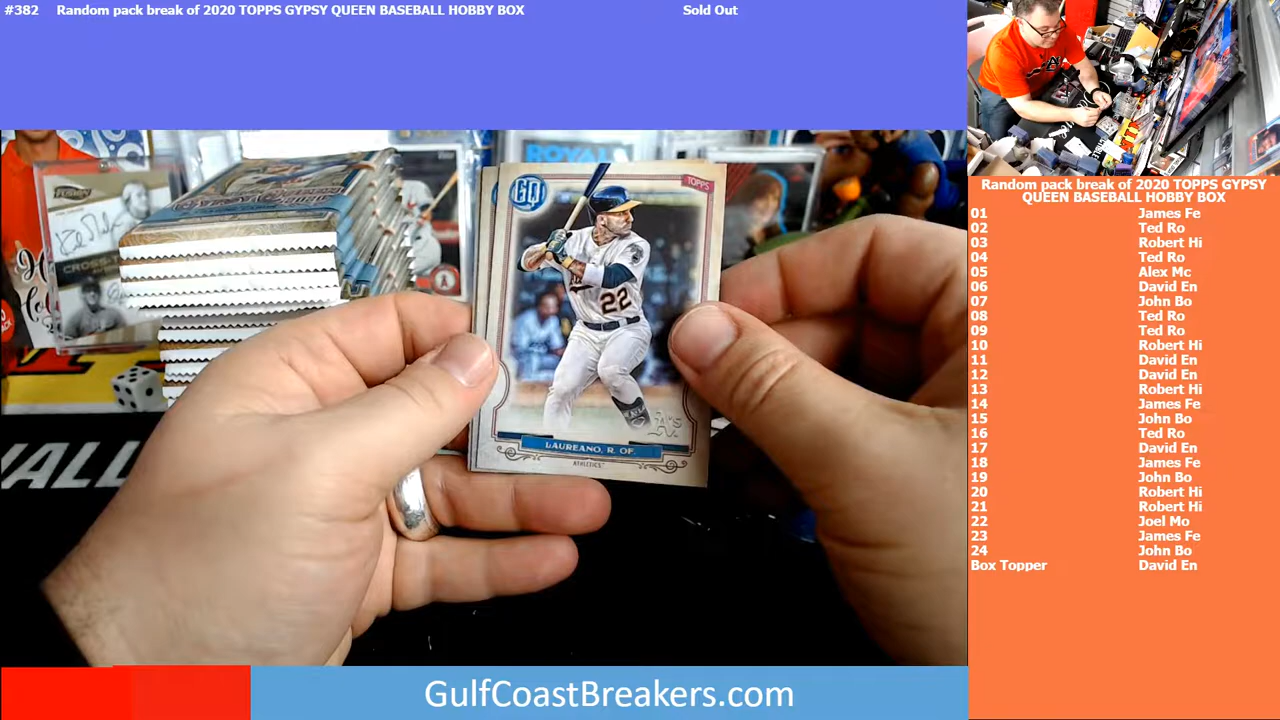 #382 Random pack break of 2020 TOPPS GYPSY QUEEN BASEBALL HOBBY BOX Sold Out
ROYAL
GQ
TOPPS
22
A's
LAUREANO, R. OF.
ATHLETICS
WALL
GulfCoastBreakers.com
Random pack break of 2020 TOPPS GYPSY
QUEEN BASEBALL HOBBY BOX
01 James Fe
02 Ted Ro
03 Robert Hi
04 Ted Ro
05 Alex Mc
06 David En
07 John Bo
08 Ted Ro
09 Ted Ro
10 Robert Hi
11 David En
12 David En
13 Robert Hi
14 James Fe
15 John Bo
16 Ted Ro
17 David En
18 James Fe
19 John Bo
20 Robert Hi
21 Robert Hi
22 Joel Mo
23 James Fe
24 John Bo
Box Topper David En